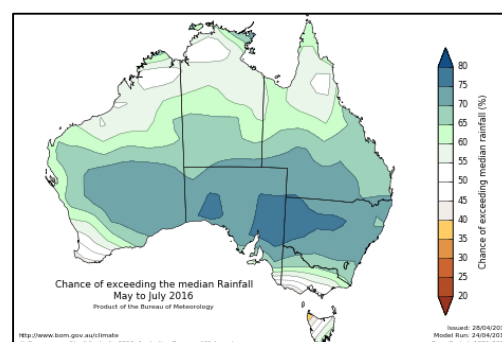 80
75
70
65
60
55
50
45
40
35
30
25
20
Chance of exceeding median rainfall (%)
Chance of exceeding the median Rainfall
May to July 2016
Product of the Bureau of Meteorology
http://www.bom.gov.au/climate
Issued: 28/04/20
Model Run: 24/04/20